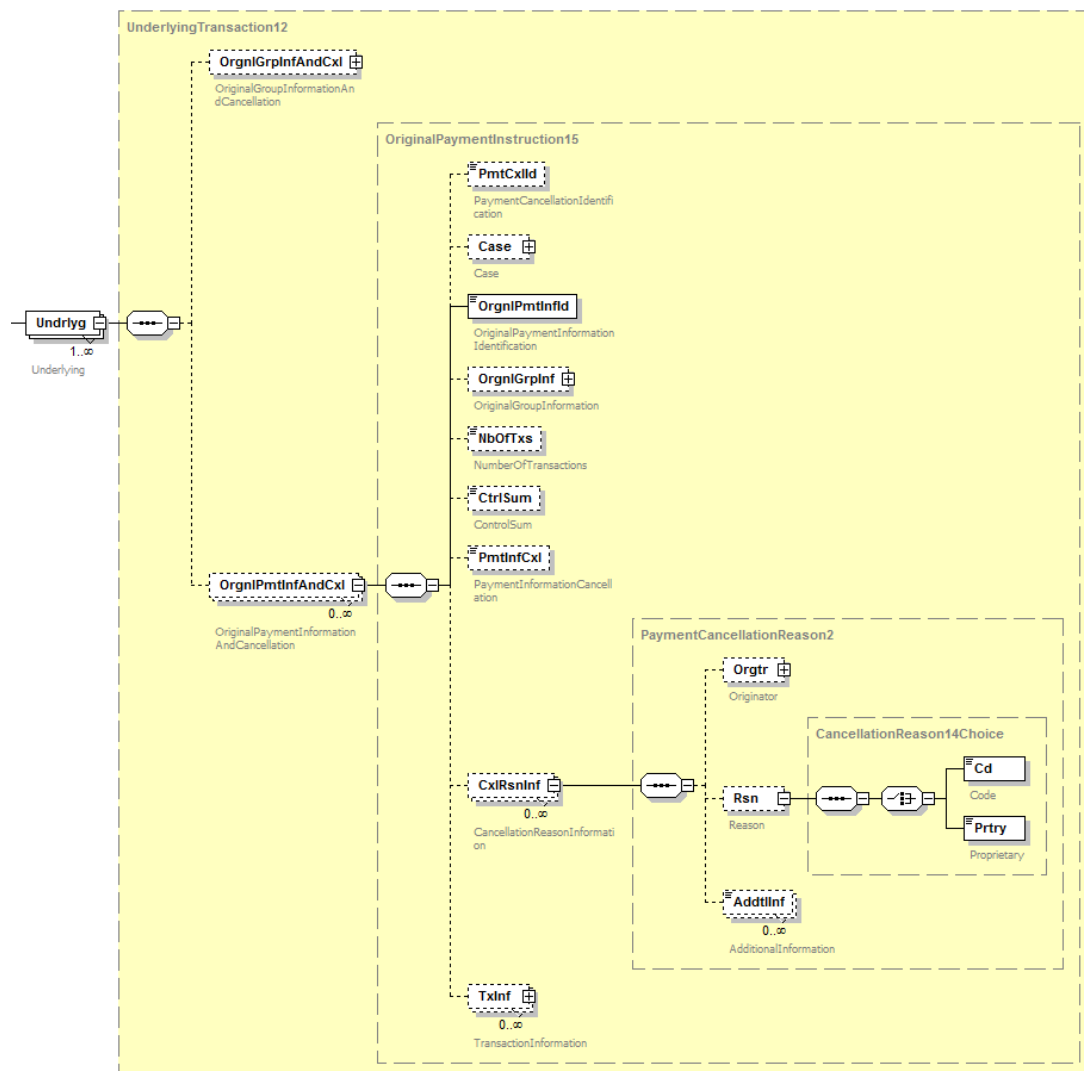 UnderlyingTransaction12
OrgnlGrpInfAndCxl
OriginalGroupInformationAn
dCancellation
OriginalPaymentInstruction15
PmtCxlId
PaymentCancellationIdentifi
cation
Case
Case
OrgnlPmtInfId
OriginalPaymentInformation
Identification
Undrlyg
1..∞
Underlying
OrgnlGrpInf
OriginalGroupInformation
NbOfTxs
NumberOfTransactions
CtrlSum
ControlSum
PmtInfCxl
PaymentInformationCancell
ation
OrgnlPmtInfAndCxl
0..∞
OriginalPaymentInformation
AndCancellation
PaymentCancellationReason2
Orgtr
Originator
CancellationReason14Choice
Cd
Code
CxlRsnInf
0..∞
CancellationReasonInformati
on
Rsn
Reason
Prtry
Proprietary
AddtlInf
0..∞
AdditionalInformation
TxInf
0..∞
TransactionInformation